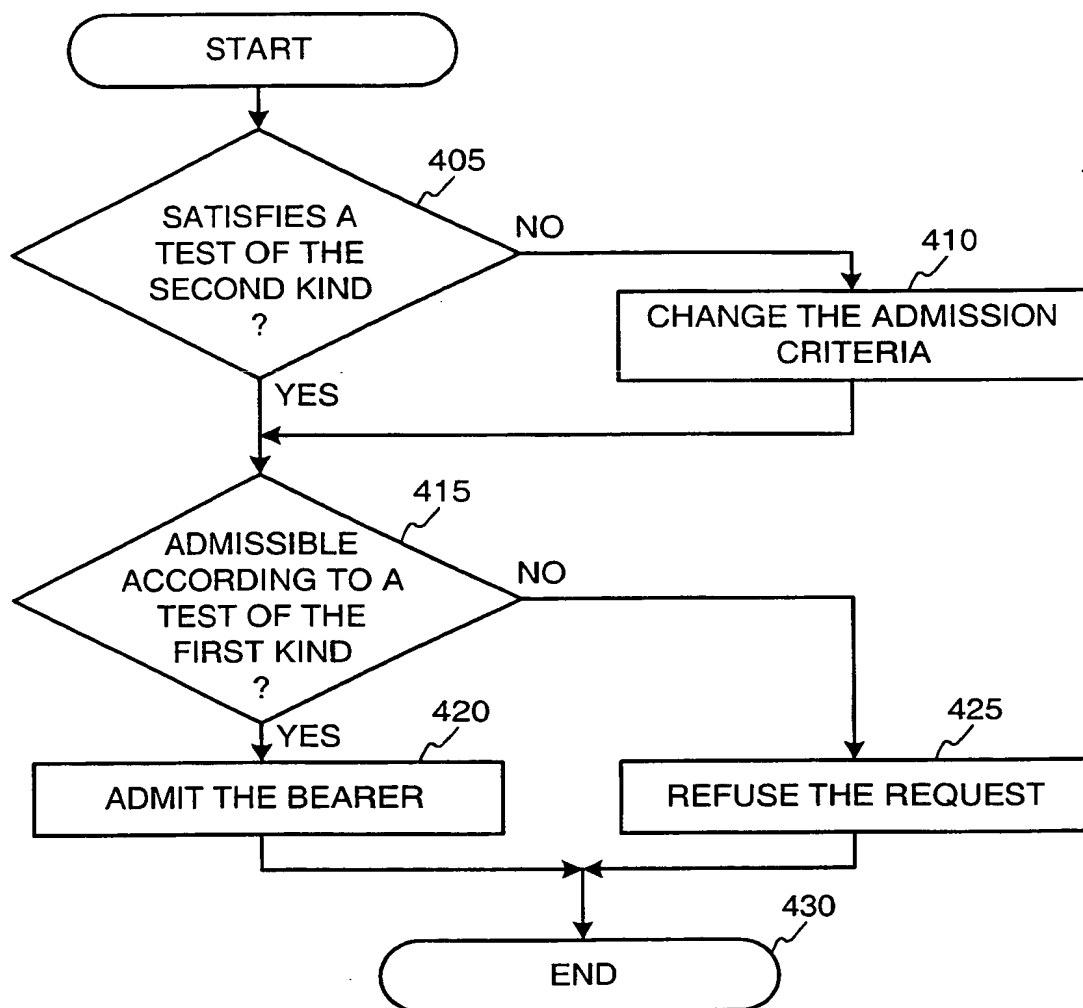 START
405
SATISFIES A
TEST OF THE
SECOND KIND
?
NO
410
CHANGE THE ADMISSION
CRITERIA
YES
415
ADMISSIBLE
ACCORDING TO A
TEST OF THE
FIRST KIND
?
NO
YES
420
ADMIT THE BEARER
425
REFUSE THE REQUEST
430
END